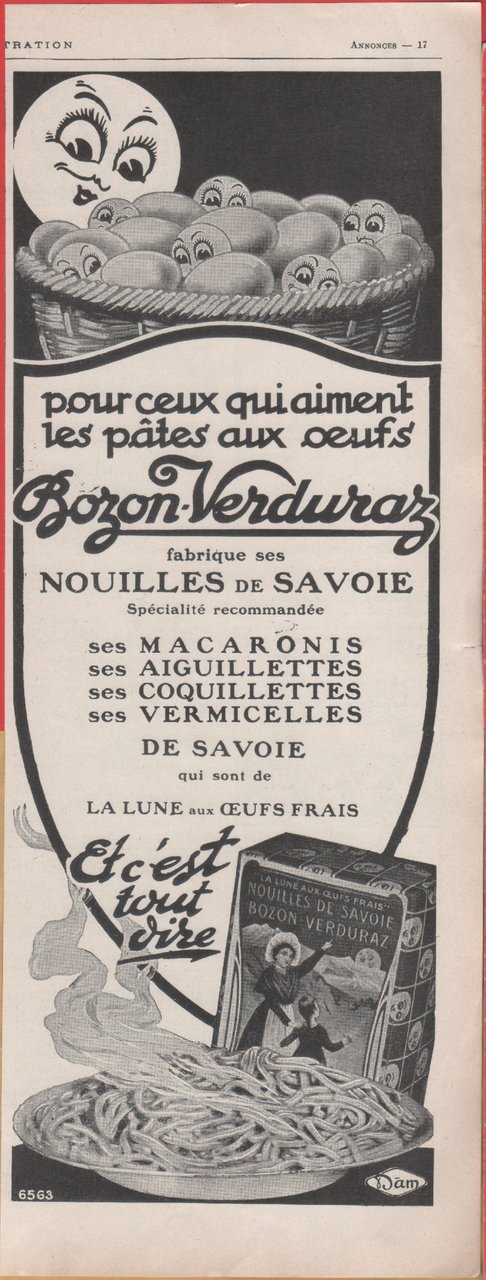 TRATION
ANNONCES — 17
pour ceux qui aiment
les pâtes aux œufs
Bozon-Verduraz
fabrique ses
NOUILLES DE SAVOIE
Spécialité recommandée
ses MACARONIS
ses AIGUILLETTES
ses COQUILLETTES
ses VERMICELLES
DE SAVOIE
qui sont de
LA LUNE aux ŒUFS FRAIS
Et c'est
tout
dire
"LA LUNE AUX ŒUFS FRAIS"
NOUILLES DE SAVOIE
BOZON-VERDURAZ
6563
Dam